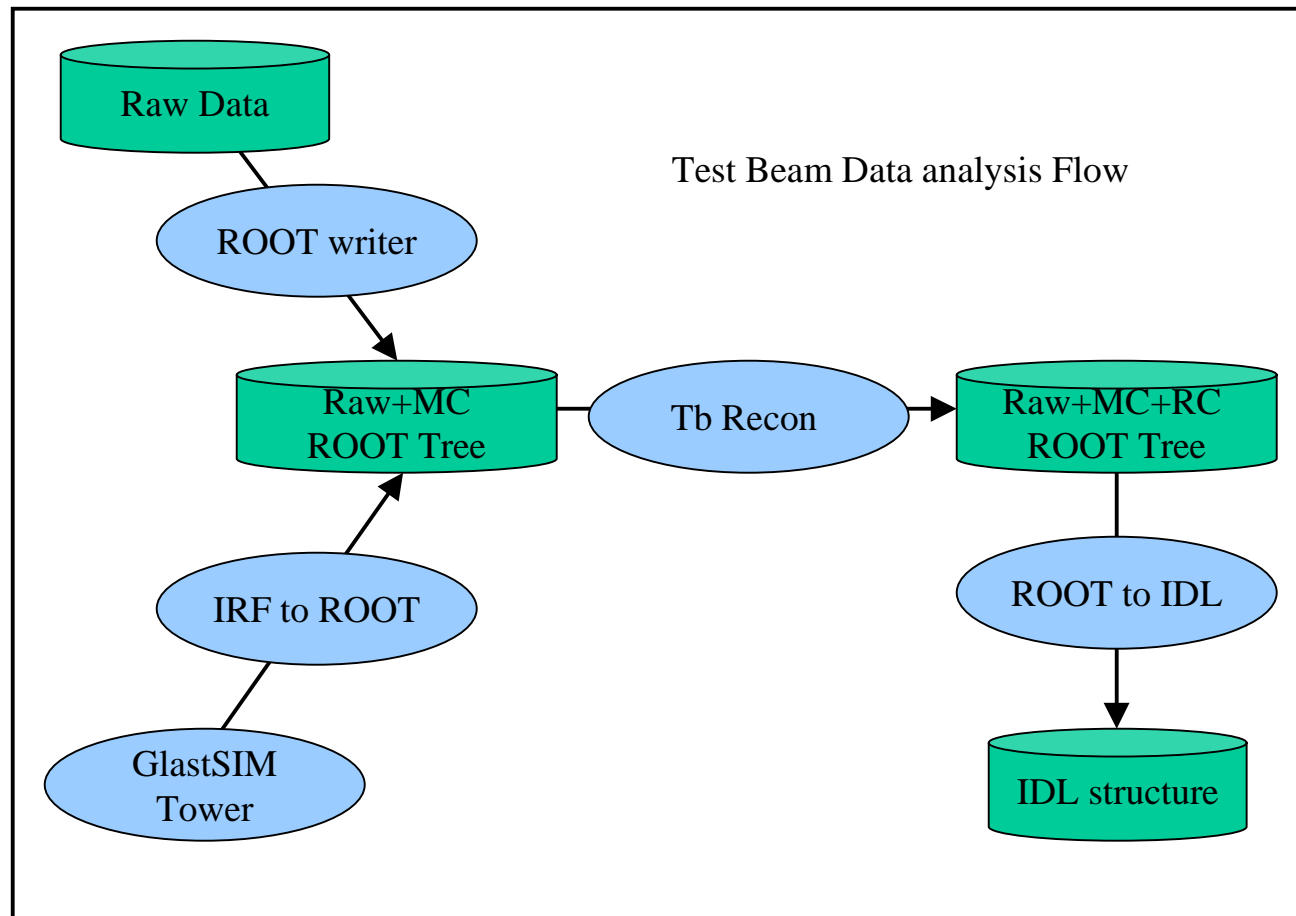 Raw Data
Test Beam Data analysis Flow
ROOT writer
Raw+MC
ROOT Tree
Tb Recon
Raw+MC+RC
ROOT Tree
IRF to ROOT
ROOT to IDL
GlastSIM
Tower
IDL structure